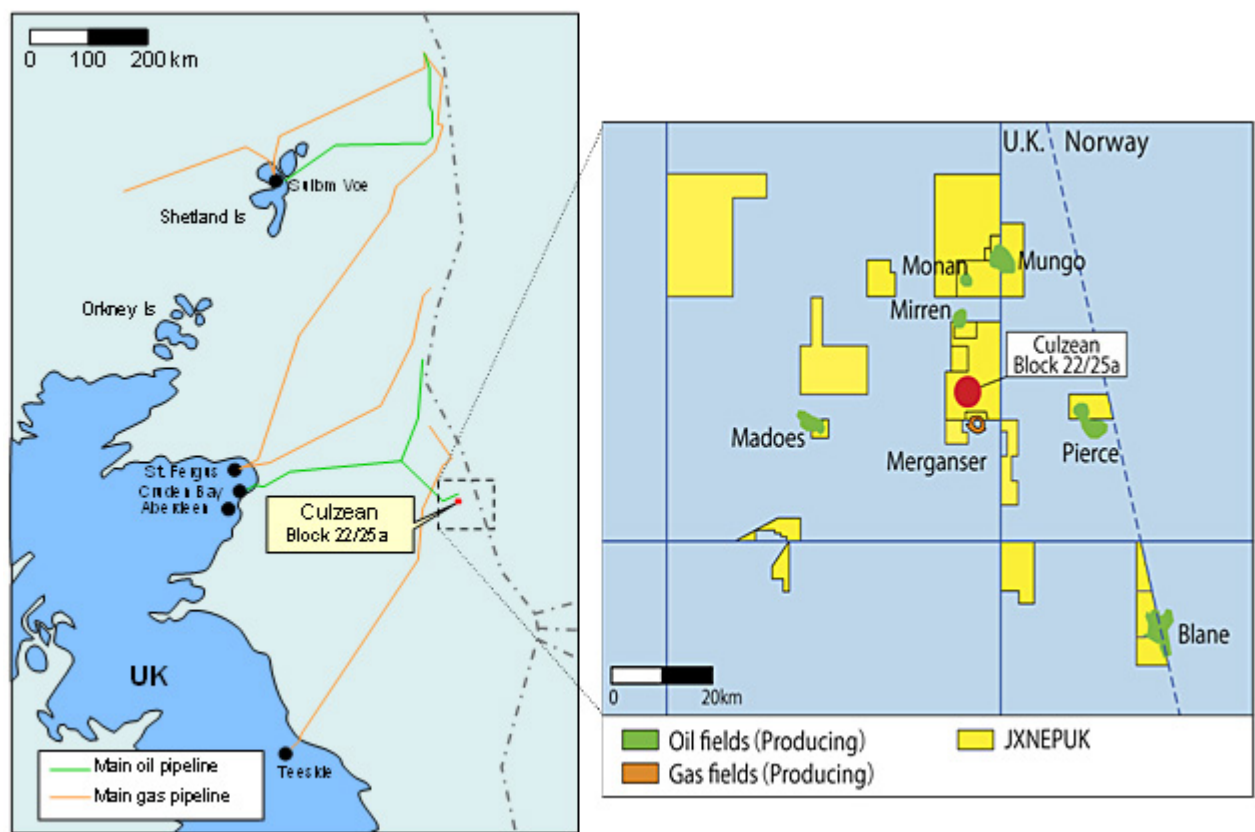 0 100 200 km
Sullom Voe
Shetland Is
Orkney Is
St. Fergus
Cruden Bay
Aberdeen
Culzean
Block 22/25a
UK
Teeside
Main oil pipeline
Main gas pipeline
U.K. Norway
Monan
Mungo
Mirren
Culzean
Block 22/25a
Madoes
Merganser
Pierce
Blane
0 20km
Oil fields (Producing)
JXNEPUK
Gas fields (Producing)